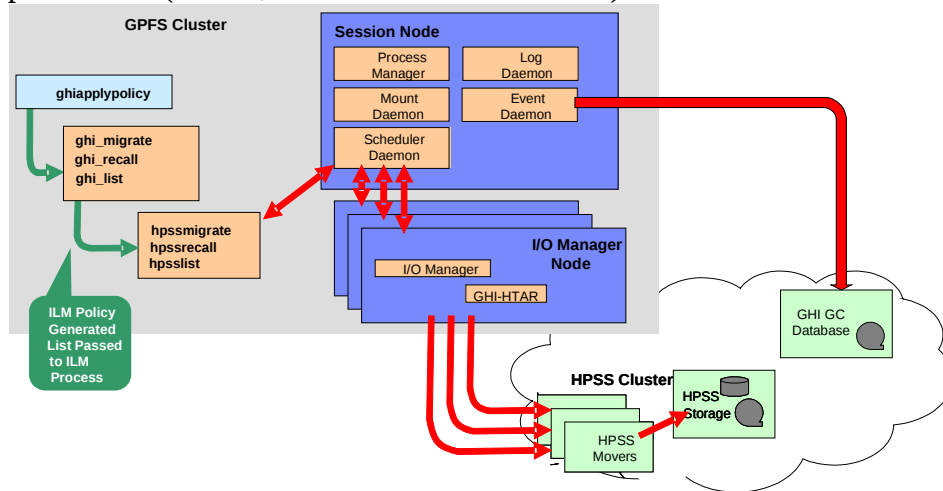 GPFS Cluster
Session Node
Process
Manager
Log
Daemon
Mount
Daemon
Event
Daemon
Scheduler
Daemon
ghiapplypolicy
ghi_migrate
ghi_recall
ghi_list
hpssmigrate
hpssrecall
hpsslist
I/O Manager
Node
I/O Manager
GHI-HTAR
ILM Policy
Generated
List Passed
to ILM
Process
GHI GC
Database
HPSS Cluster
HPSS
Storage
HPSS
Movers